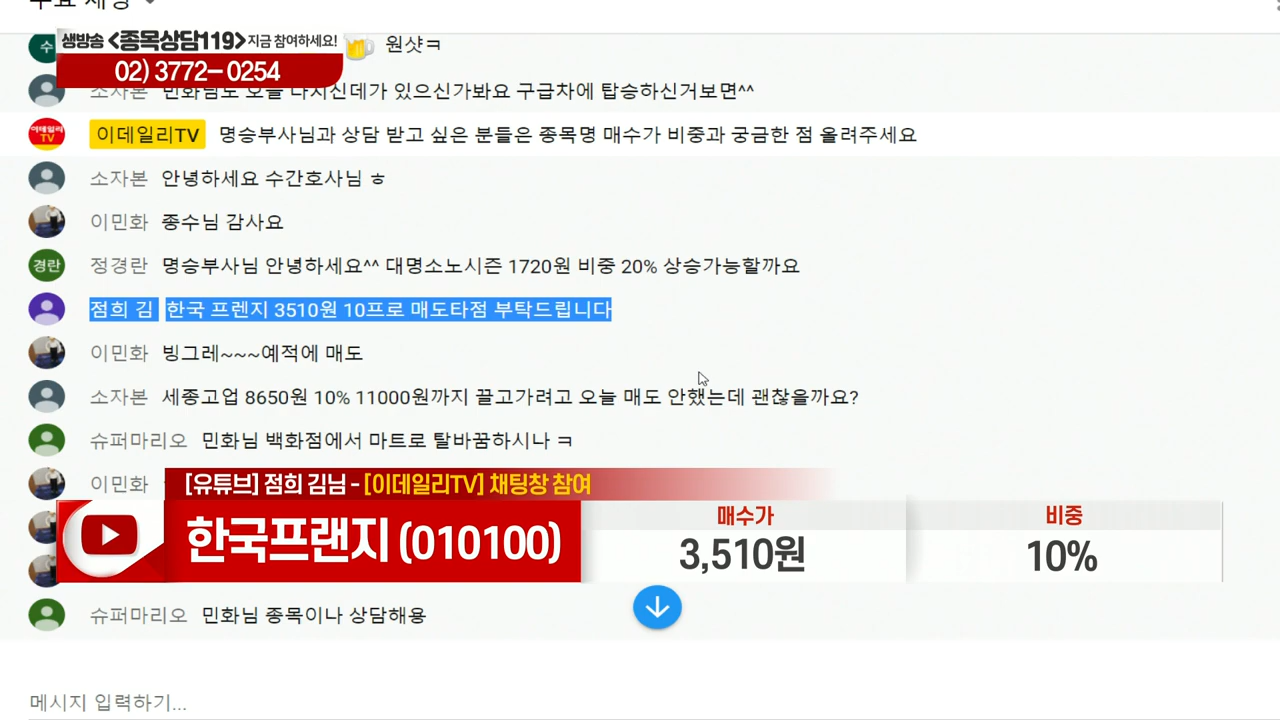 주요 채팅
생방송 <종목상담119> 지금 참여하세요!
02) 3772-0254
수 원샷ㅋ
소자본 민화님도 오늘 다치신데가 있으신가봐요 구급차에 탑승하신거보면^^
이데일리TV 이데일리TV 명승부사님과 상담 받고 싶은 분들은 종목명 매수가 비중과 궁금한 점 올려주세요
소자본 안녕하세요 수간호사님 ㅎ
이민화 종수님 감사요
경란 정경란 명승부사님 안녕하세요^^ 대명소노시즌 1720원 비중 20% 상승가능할까요
점희 김 한국 프렌지 3510원 10프로 매도타점 부탁드립니다
이민화 빙그레~~~예적에 매도
소자본 세종고업 8650원 10% 11000원까지 끌고가려고 오늘 매도 안했는데 괜찮을까요?
슈퍼마리오 민화님 백화점에서 마트로 탈바꿈하시나 ㅋ
이민화
[유튜브] 점희 김님 - [이데일리TV] 채팅창 참여
한국프랜지 (010100)
매수가
3,510원
비중
10%
슈퍼마리오 민화님 종목이나 상담해용
메시지 입력하기...